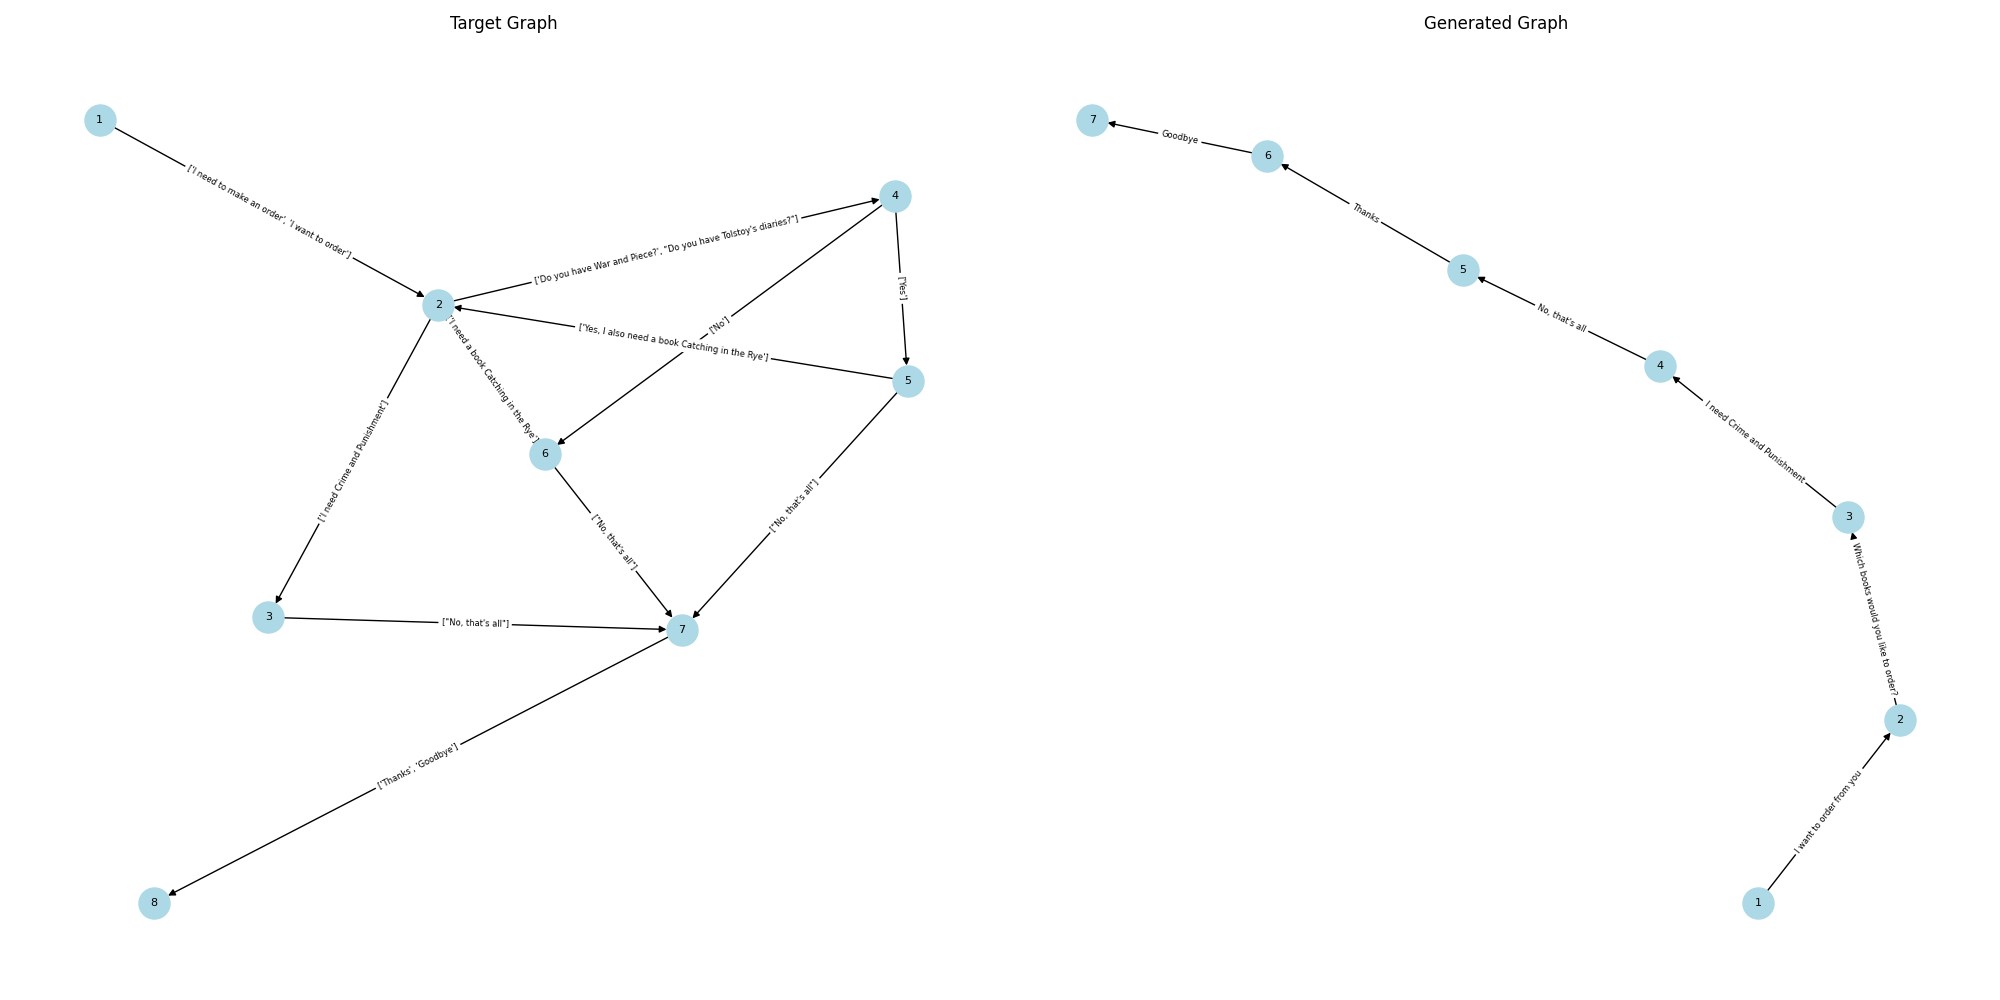 Target Graph
1
['I need to make an order', 'I want to order']
4
['Do you have War and Piece?', "Do you have Tolstoy's diaries?"]
2
['Yes']
['No']
['Yes, I also need a book Catching in the Rye']
['I need a book Catching in the Rye']
5
['I need Crime and Punishment']
6
["No, that's all"]
["No, that's all"]
3
["No, that's all"]
7
['Thanks', 'Goodbye']
8
Generated Graph
7
Goodbye
6
Thanks
5
No, that's all
4
I need Crime and Punishment
3
Which books would you like to order?
2
I want to order from you
1